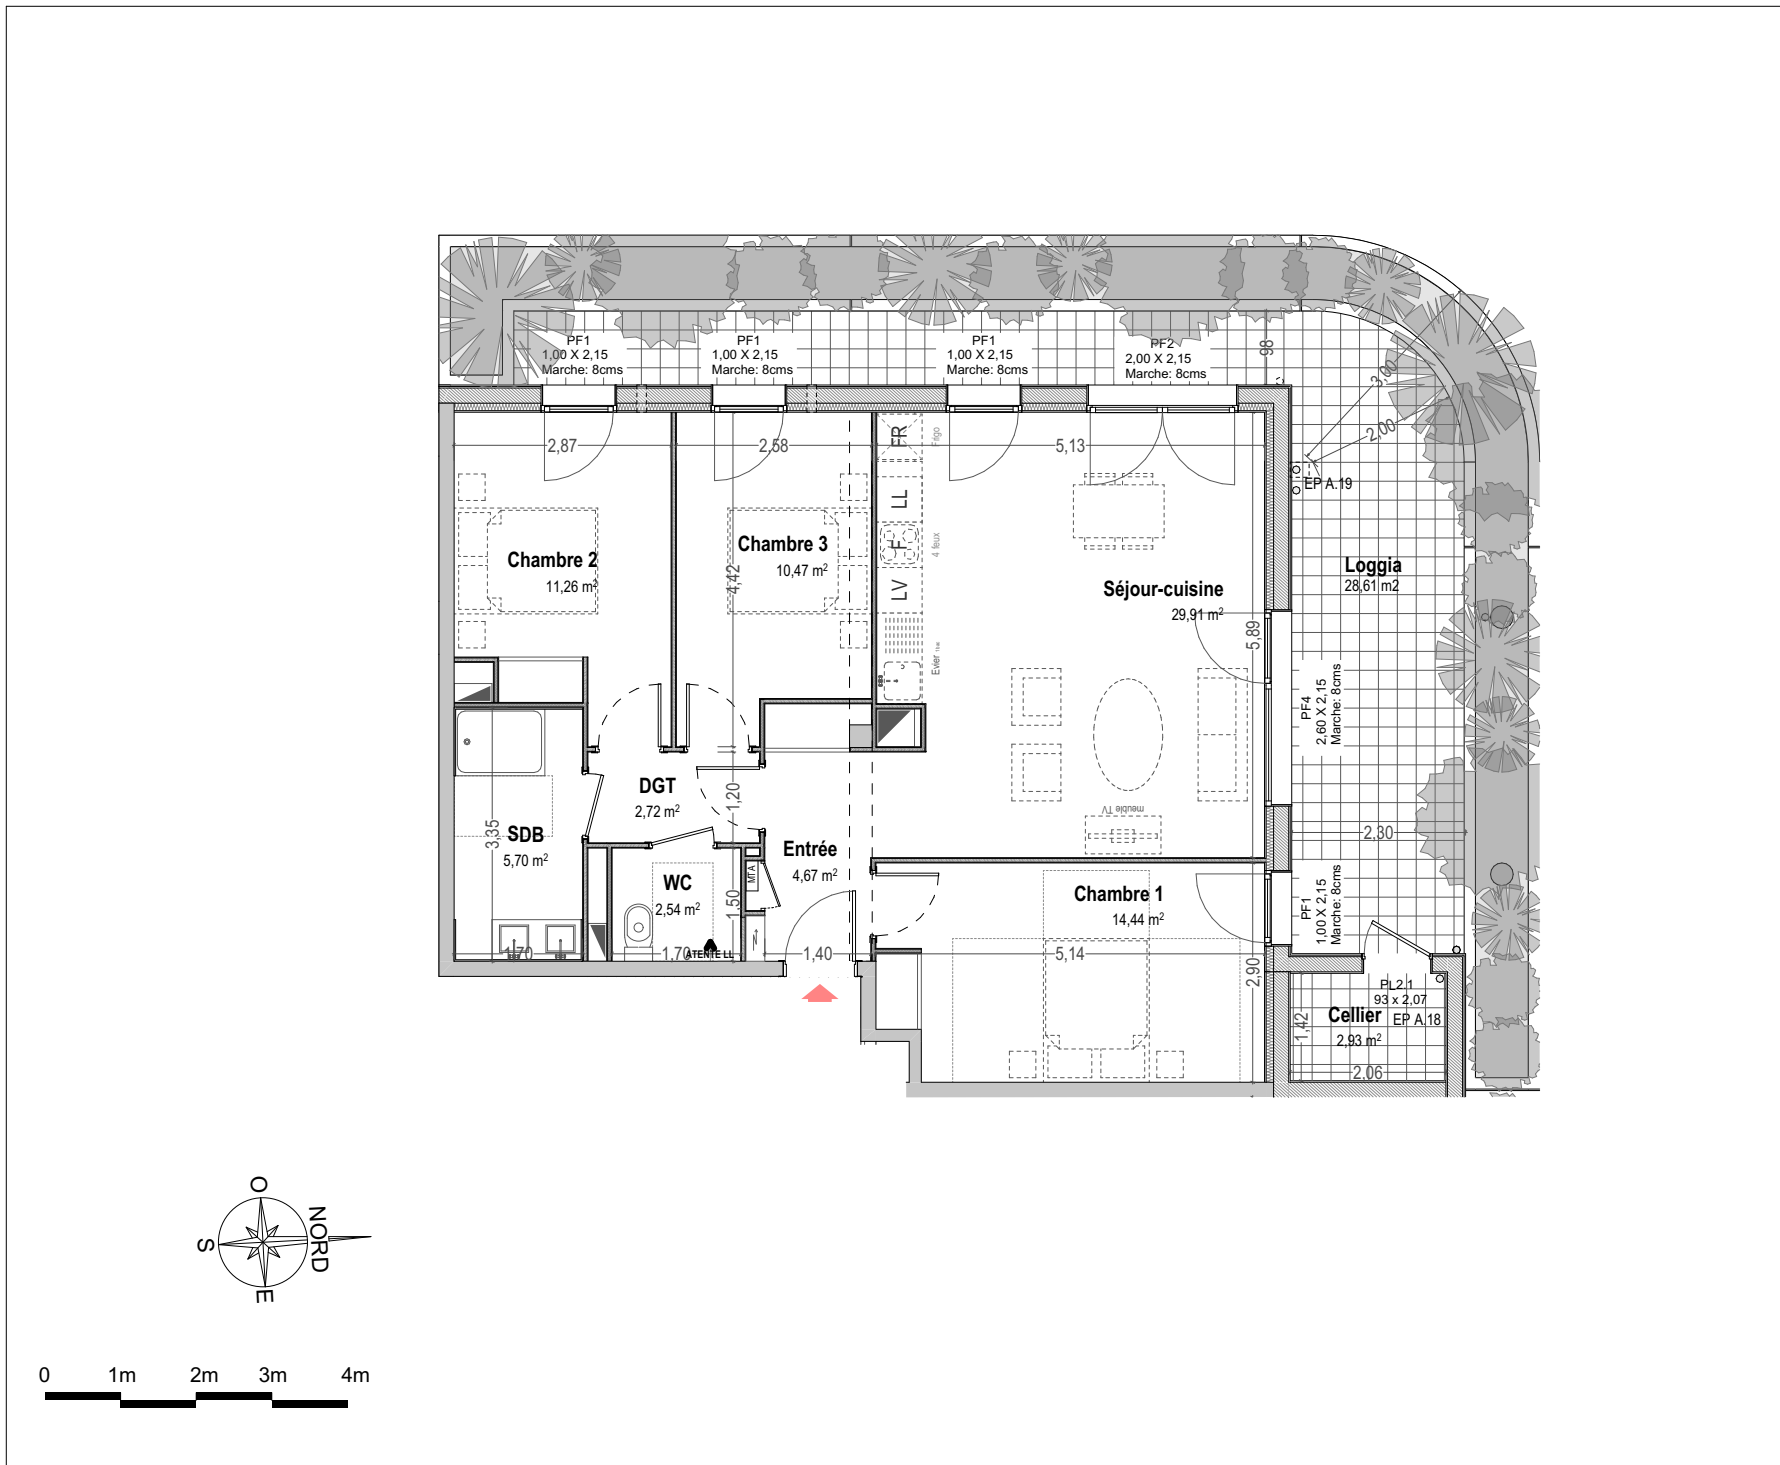 PF1
1,00 X 2,15
Marche: 8cms
PF1
1,00 X 2,15
Marche: 8cms
PF1
1,00 X 2,15
Marche: 8cms
PF2
2,00 X 2,15
Marche: 8cms
98
3,00
2,00
EP A.19
2,87
2,58
5,13
FR
Frigo
LL
F
4 feux
LV
Evier
Chambre 2
11,26 m²
Chambre 3
10,47 m²
4,42
Séjour-cuisine
29,91 m²
5,89
Loggia
28,61 m2
PF4
2,60 X 2,15
Marche: 8cms
meuble TV
DGT
2,72 m²
1,20
SDB
5,70 m²
3,35
Entrée
4,67 m²
WC
2,54 m²
1,50
MTA
2,30
Chambre 1
14,44 m²
PF1
1,00 X 2,15
Marche: 8cms
1,70
1,70
ATENTE LL
1,40
5,14
2,90
PL2.1
93 x 2,07
Cellier
EP A.18
2,93 m²
1,42
2,06
O
NORD
S
E
0 1m 2m 3m 4m